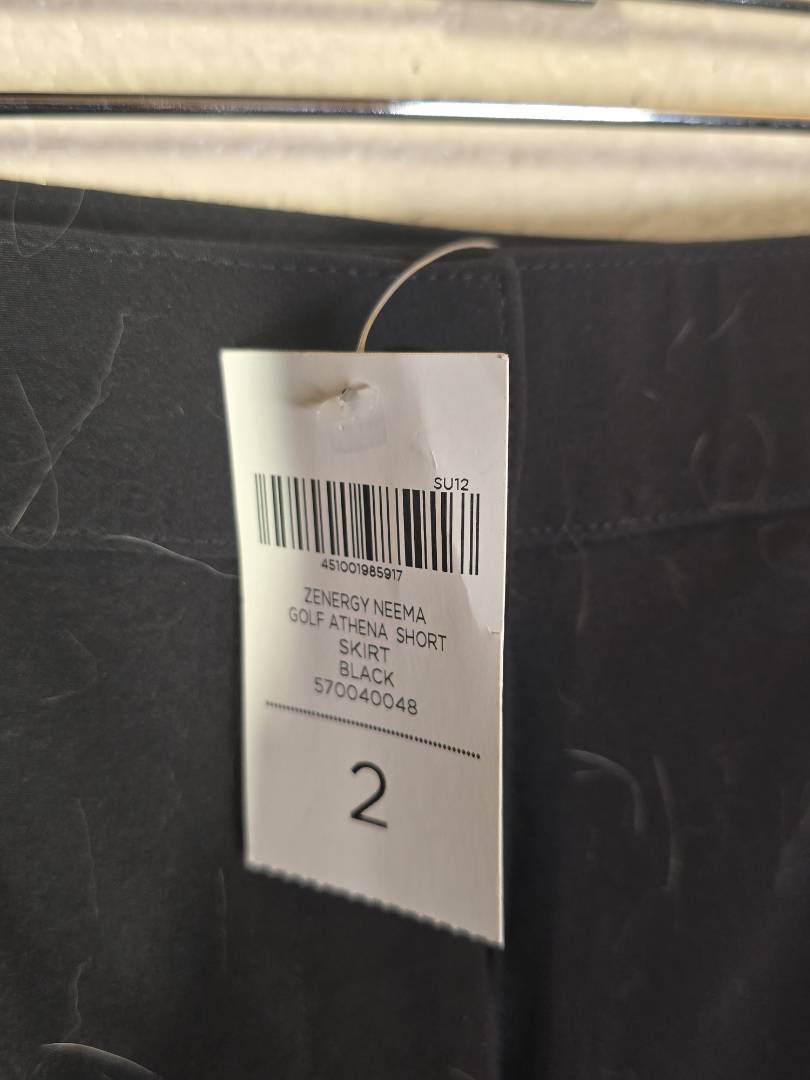 SU12
451001985917
ZENERGY NEEMA
GOLF ATHENA SHORT
SKIRT
BLACK
570040048
2